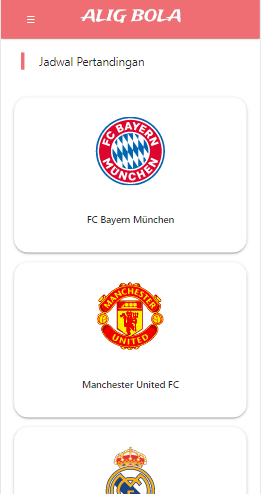 ☰ ALIG BOLA
Jadwal Pertandingan
FC BAYERN
MÜNCHEN
FC Bayern München
MANCHESTER
UNITED
Manchester United FC